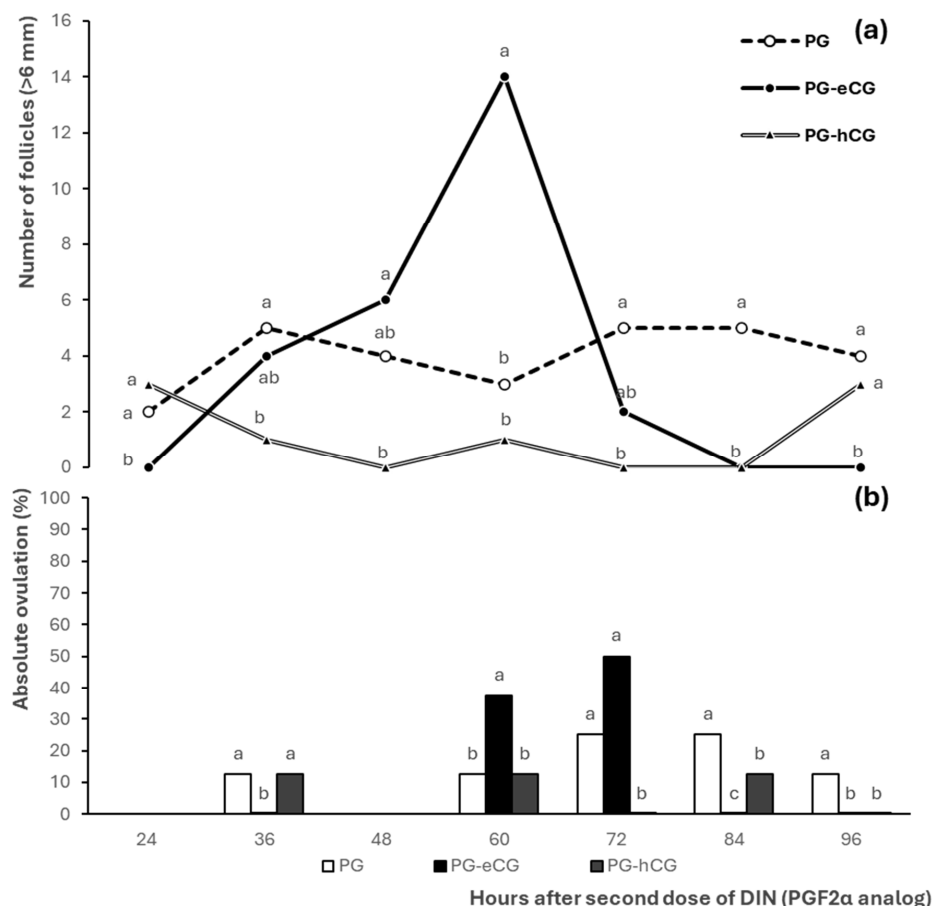 (a)
PG
PG-eCG
PG-hCG
Number of follicles (>6 mm)
16
14
12
10
8
6
4
2
0
a a b
a ab b
a ab b
a b b
a ab b
a b
a a b
(b)
Absolute ovulation (%)
100
90
80
70
60
50
40
30
20
10
0
a b a
b a b
a a b
a c b
a b b
24 36 48 60 72 84 96
PG PG-eCG PG-hCG
Hours after second dose of DIN (PGF2α analog)